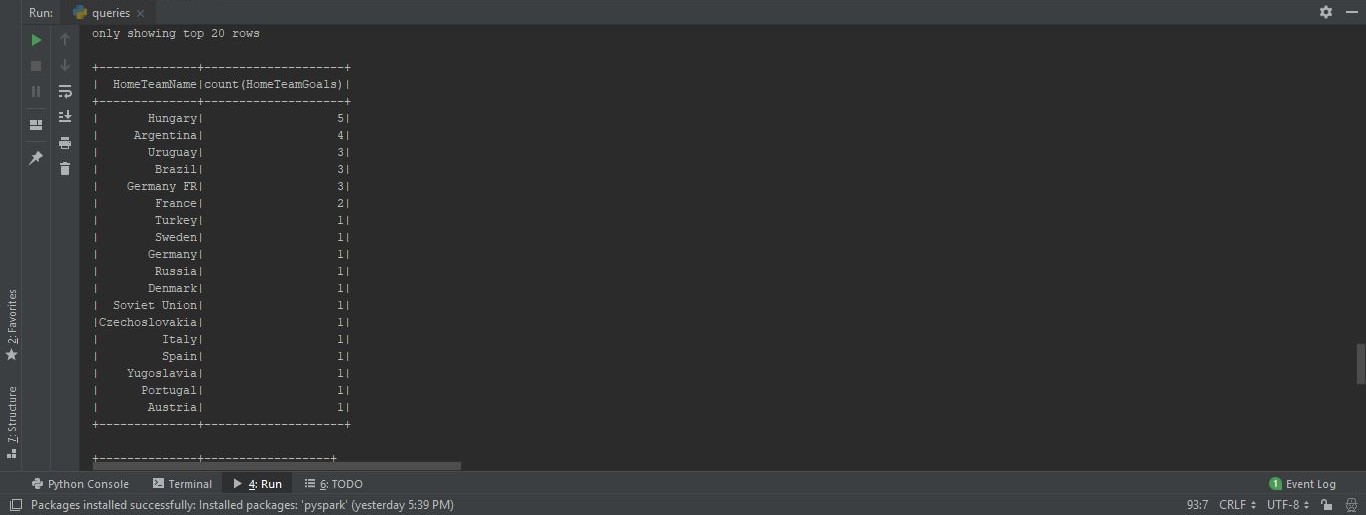 Run: queries
only showing top 20 rows
+--------------+--------------------+
|  HomeTeamName|count(HomeTeamGoals)|
+--------------+--------------------+
|       Hungary|                   5|
|     Argentina|                   4|
|       Uruguay|                   3|
|        Brazil|                   3|
|    Germany FR|                   3|
|        France|                   2|
|        Turkey|                   1|
|        Sweden|                   1|
|       Germany|                   1|
|        Russia|                   1|
|       Denmark|                   1|
|  Soviet Union|                   1|
|Czechoslovakia|                   1|
|         Italy|                   1|
|         Spain|                   1|
|    Yugoslavia|                   1|
|      Portugal|                   1|
|       Austria|                   1|
+--------------+--------------------+
+--------------+------------------+
2: Favorites
7: Structure
Python Console Terminal 4: Run 6: TODO 1 Event Log
Packages installed successfully: Installed packages: 'pyspark' (yesterday 5:39 PM) 93:7 CRLF UTF-8